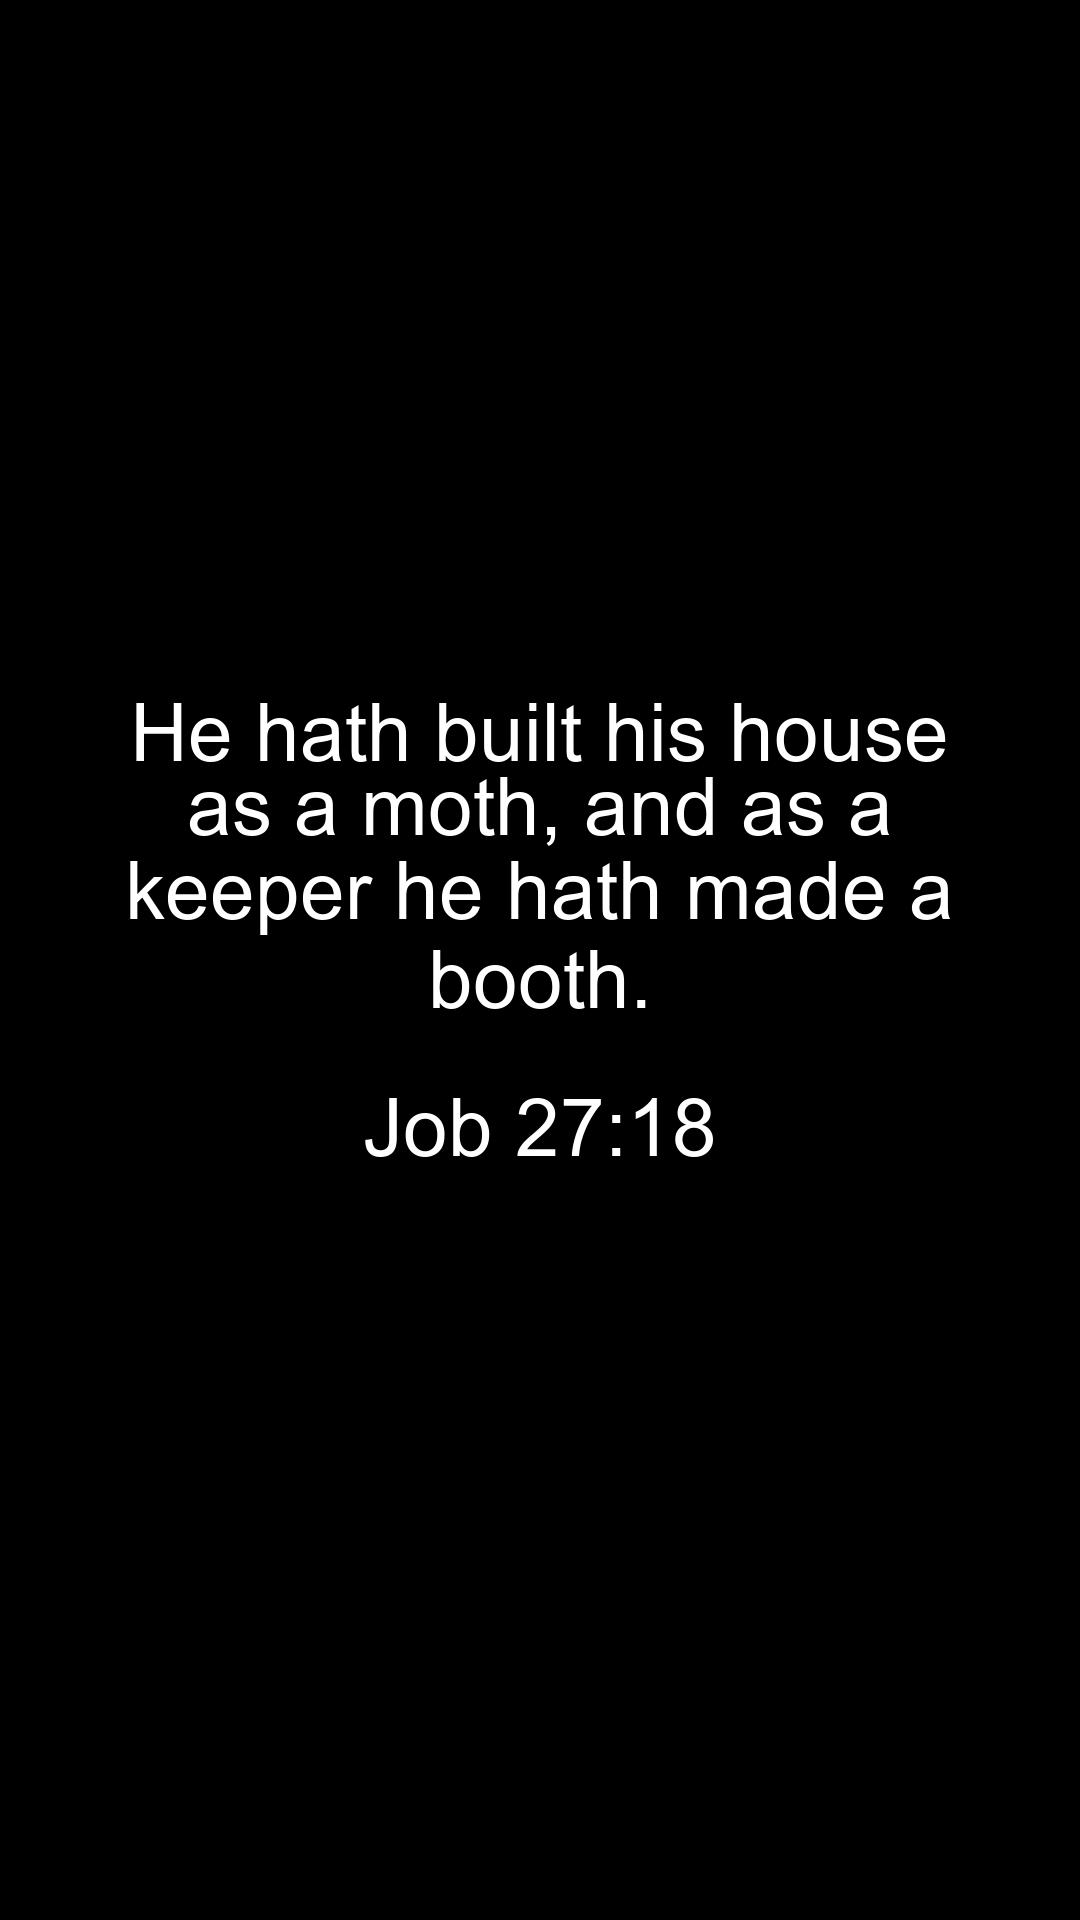 He hath built his house
as a moth, and as a
keeper he hath made a
booth.
Job 27:18